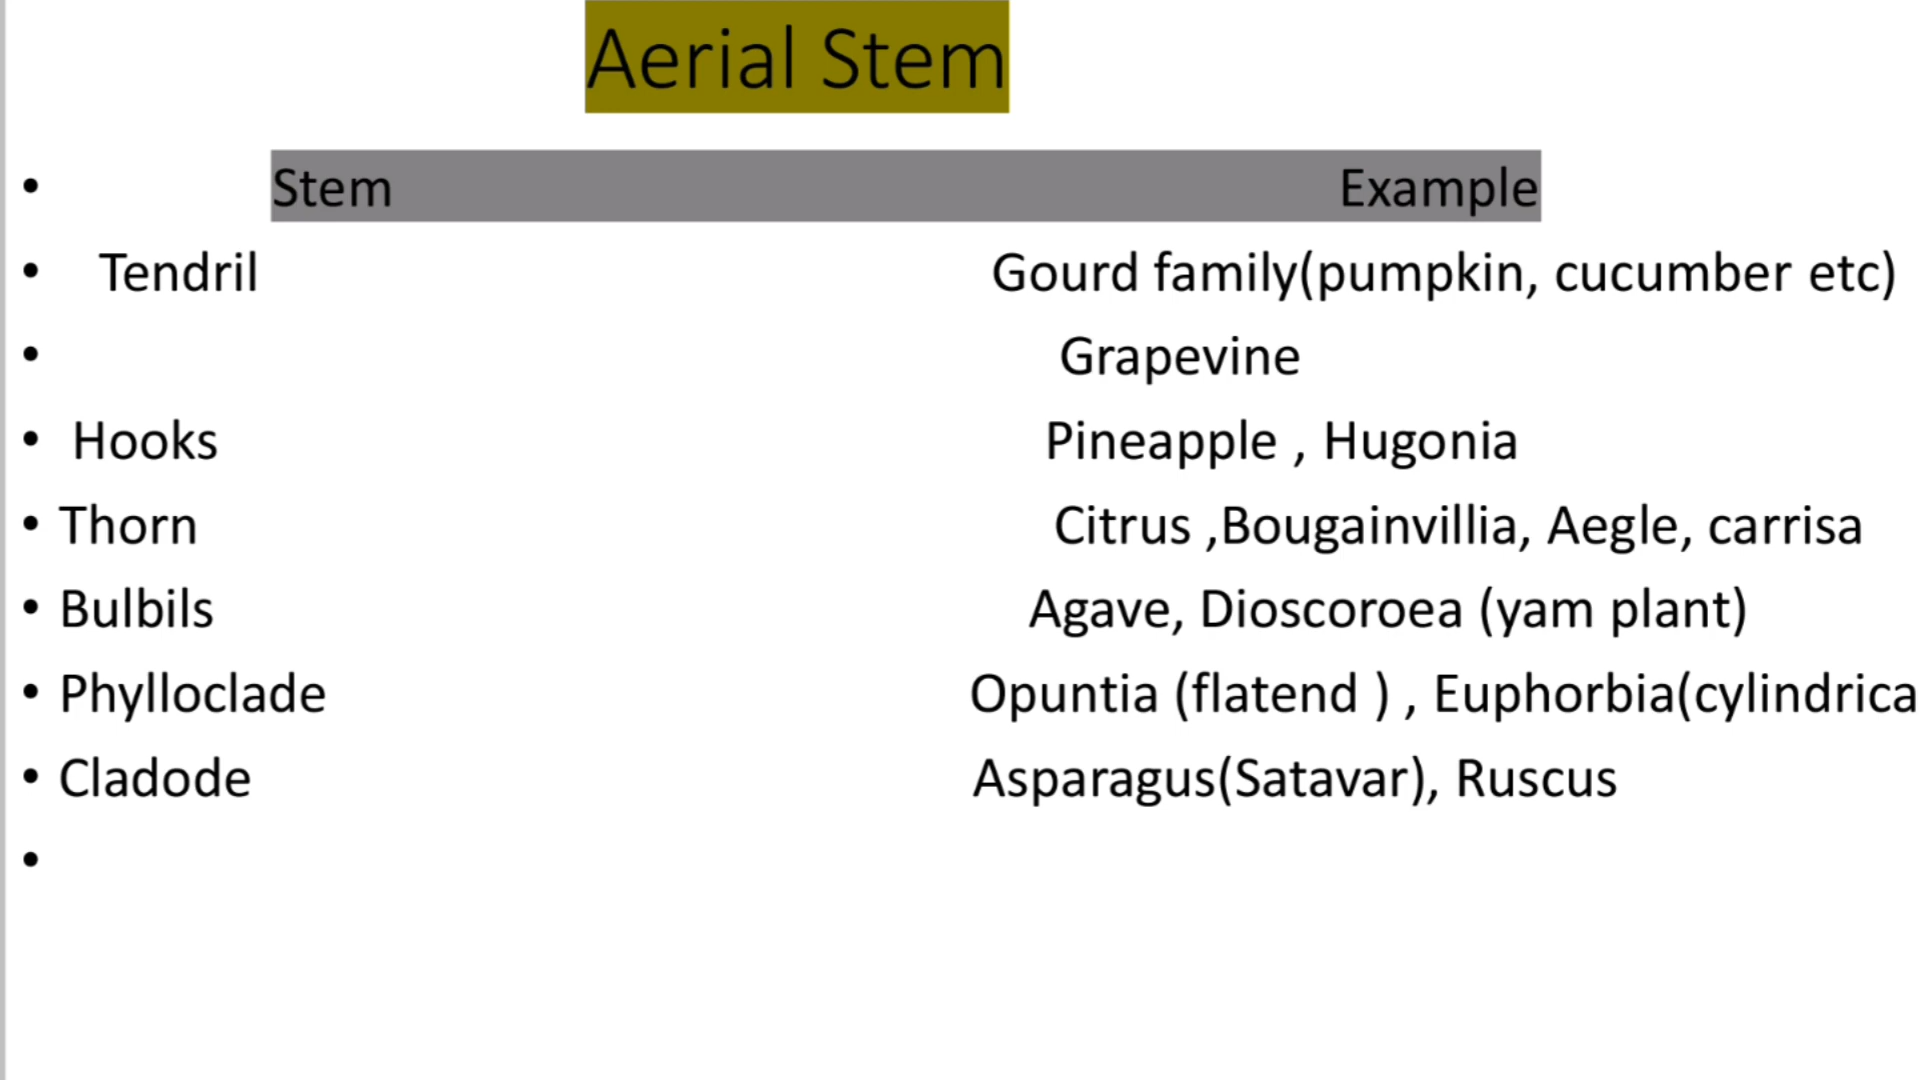 Aerial Stem
• Stem Example
• Tendril Gourd family(pumpkin, cucumber etc)
• Grapevine
• Hooks Pineapple , Hugonia
• Thorn Citrus ,Bougainvillia, Aegle, carrisa
• Bulbils Agave, Dioscoroea (yam plant)
• Phylloclade Opuntia (flatend ) , Euphorbia(cylindrica
• Cladode Asparagus(Satavar), Ruscus
•